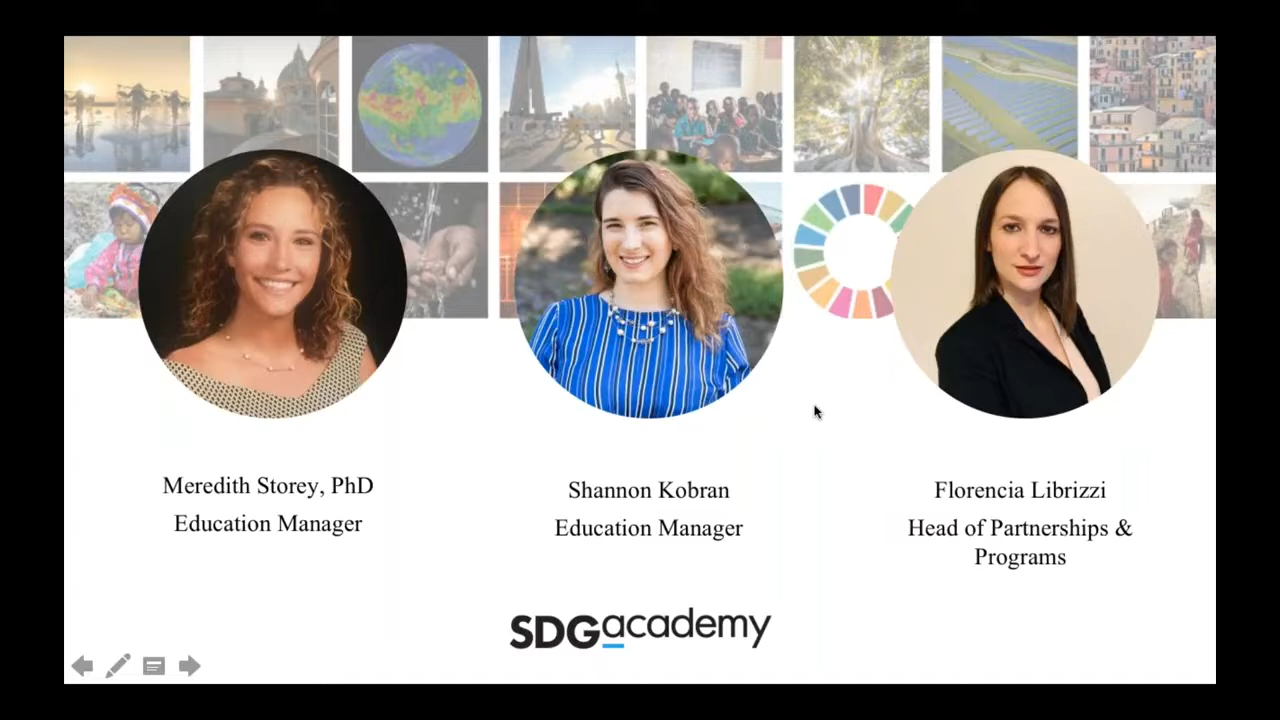 Meredith Storey, PhD
Education Manager
Shannon Kobran
Education Manager
Florencia Librizzi
Head of Partnerships &
Programs
SDGacademy